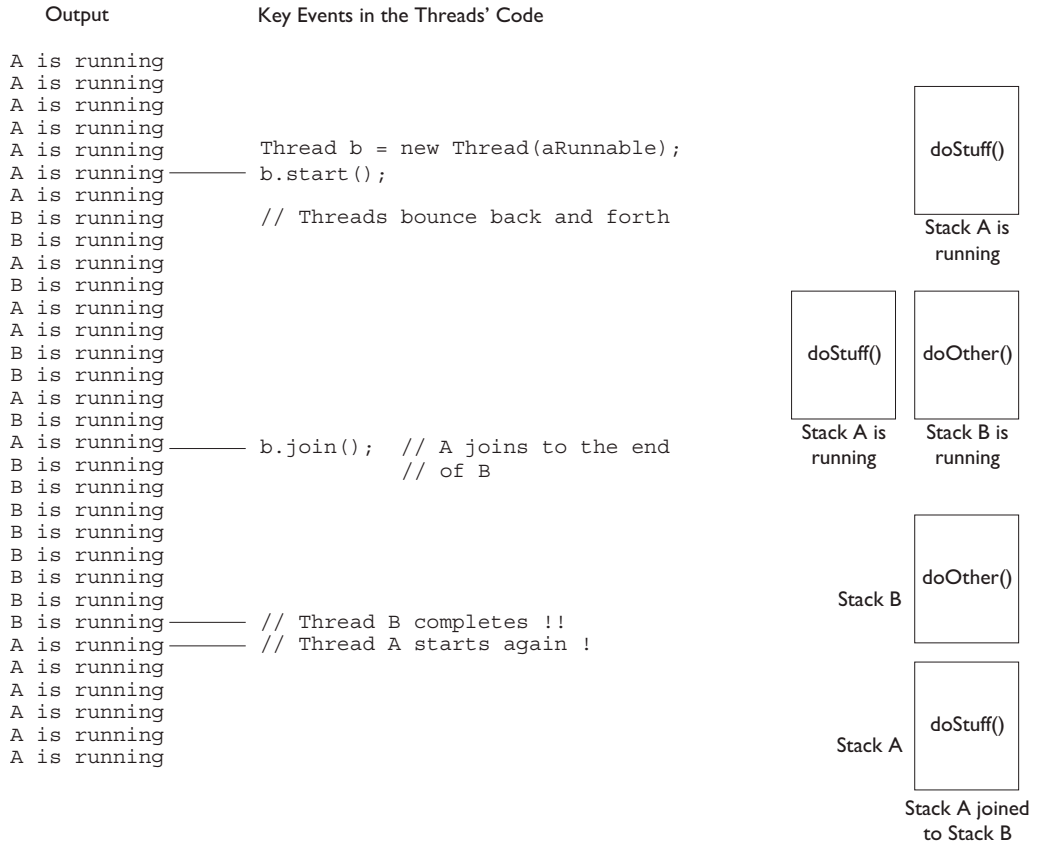 Output
Key Events in the Threads' Code
A is running
A is running
A is running
A is running
A is running
Thread b = new Thread(aRunnable);
A is running
b.start();
A is running
B is running
// Threads bounce back and forth
B is running
A is running
B is running
A is running
A is running
B is running
B is running
A is running
B is running
A is running
b.join(); // A joins to the end
// of B
B is running
B is running
B is running
B is running
B is running
B is running
B is running
B is running
// Thread B completes !!
A is running
// Thread A starts again !
A is running
A is running
A is running
A is running
A is running
doStuff()
Stack A is
running
doStuff()
doOther()
Stack A is
running
Stack B is
running
doOther()
Stack B
doStuff()
Stack A
Stack A joined
to Stack B